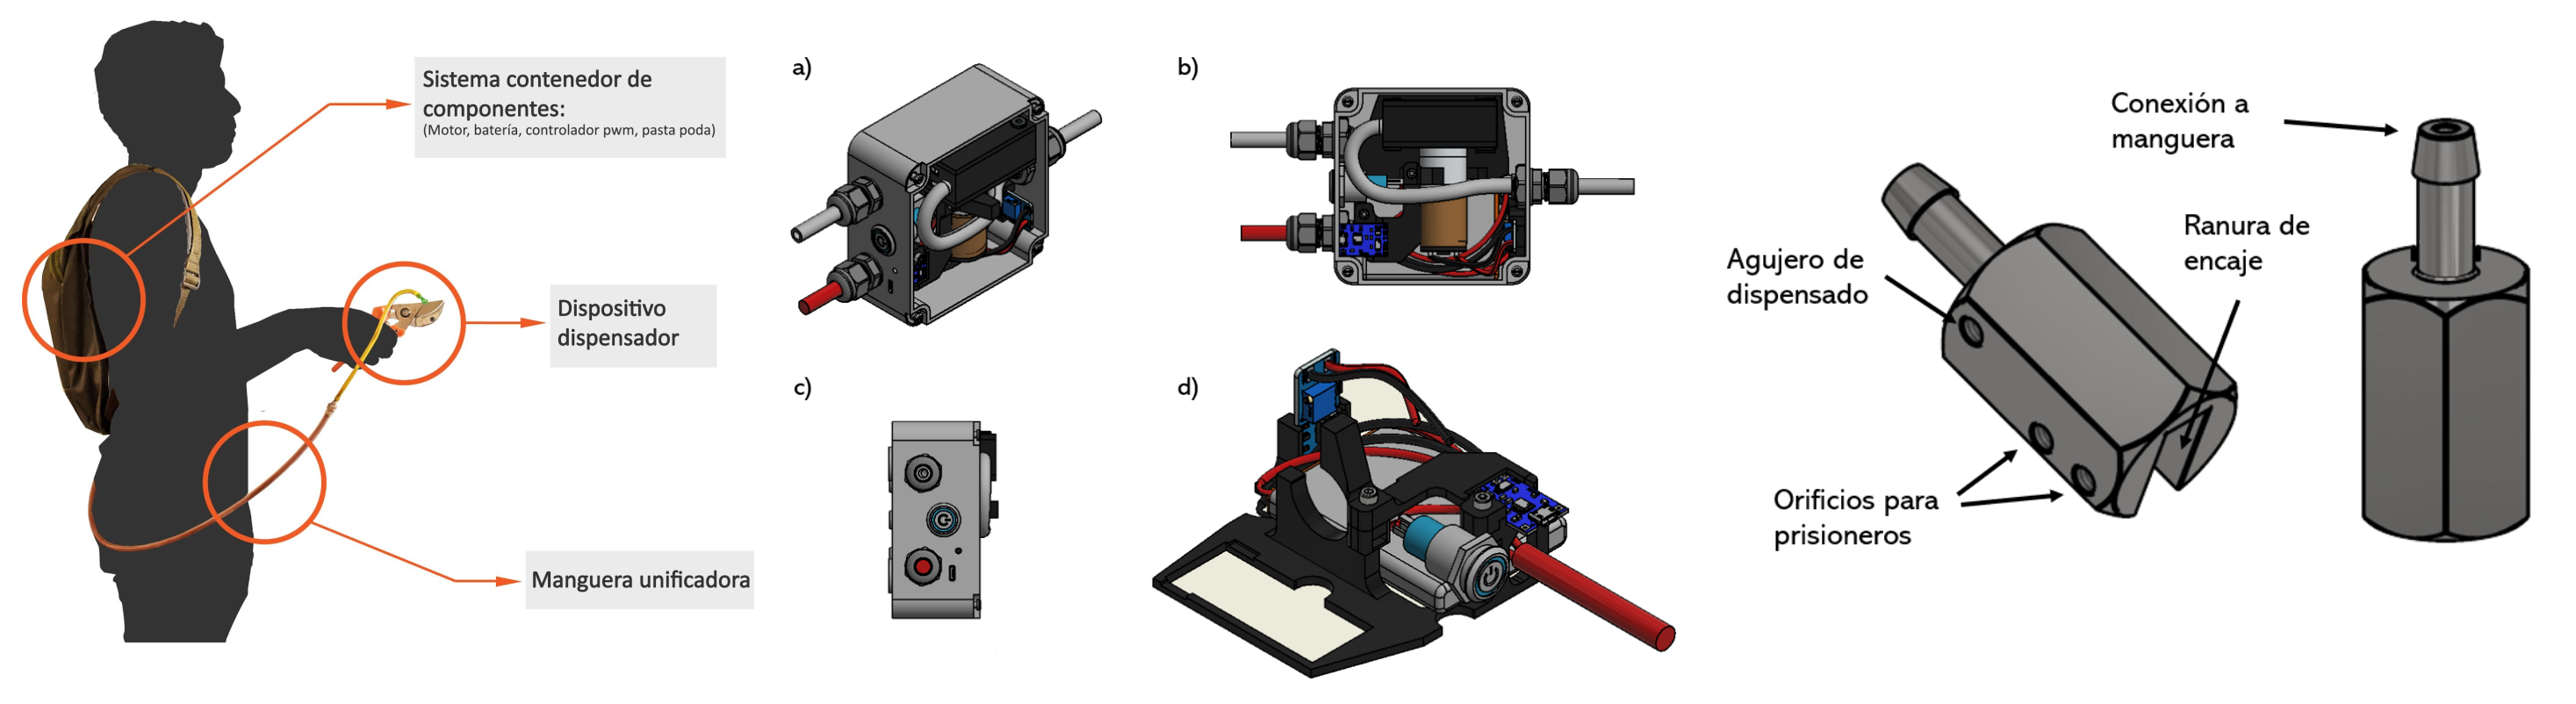 Sistema contenedor de
componentes:
(Motor, batería, controlador pwm, pasta poda)
Dispositivo
dispensador
Manguera unificadora
a)
b)
c)
d)
Conexión a
manguera
Ranura de
encaje
Agujero de
dispensado
Orificios para
prisioneros